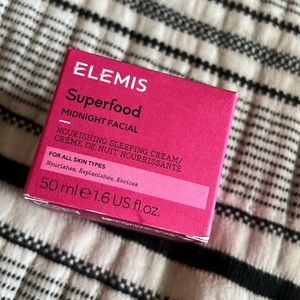 ELEMIS
Superfood
MIDNIGHT FACIAL
NOURISHING SLEEPING CREAM/
CRÈME DE NUIT NOURRISSANTE
FOR ALL SKIN TYPES
Nourishes, Replenishes, Revives
50 ml ℮ 1.6 US fl.oz.